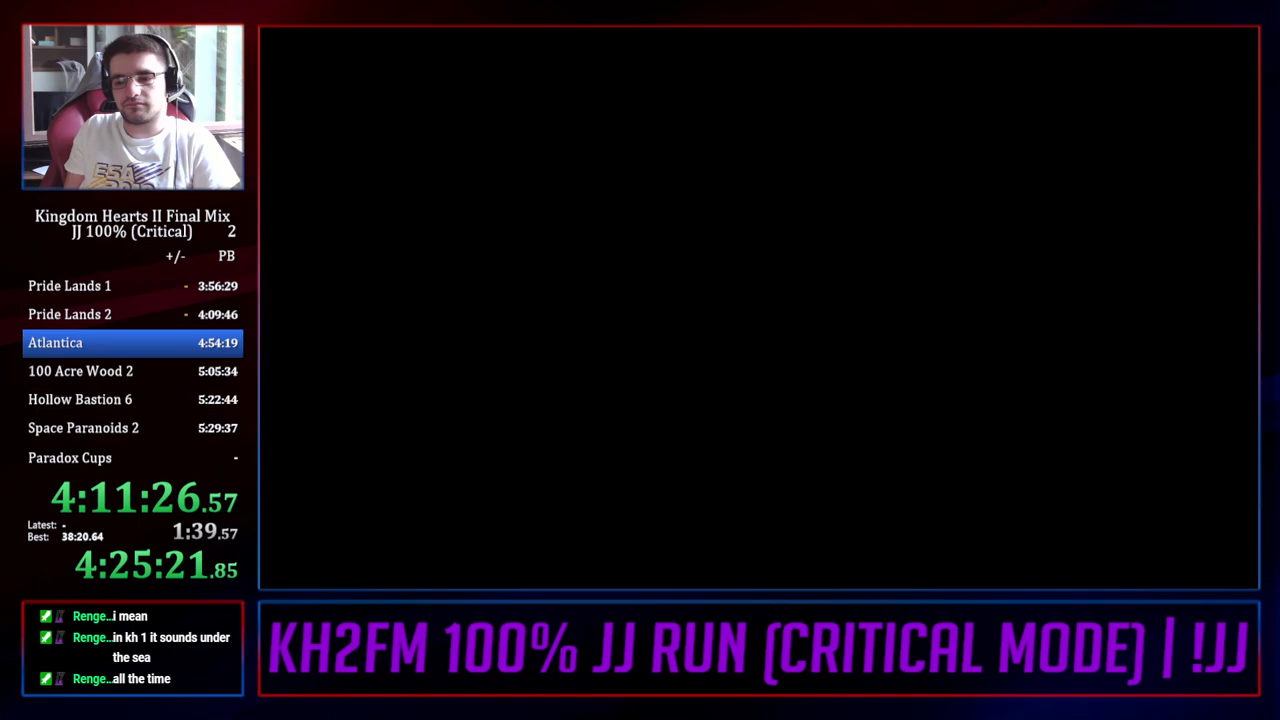 ESA
Kingdom Hearts II Final Mix
JJ 100% (Critical) 2
+/- PB
Pride Lands 1 - 3:56:29
Pride Lands 2 - 4:09:46
Atlantica 4:54:19
100 Acre Wood 2 5:05:34
Hollow Bastion 6 5:22:44
Space Paranoids 2 5:29:37
Paradox Cups -
4:11:26.57
Latest: - 1:39.57
Best: 38:20.64
4:25:21.85
Renge…i mean
Renge…in kh 1 it sounds under
the sea
Renge…all the time
KH2FM 100% JJ RUN (CRITICAL MODE) | !JJ